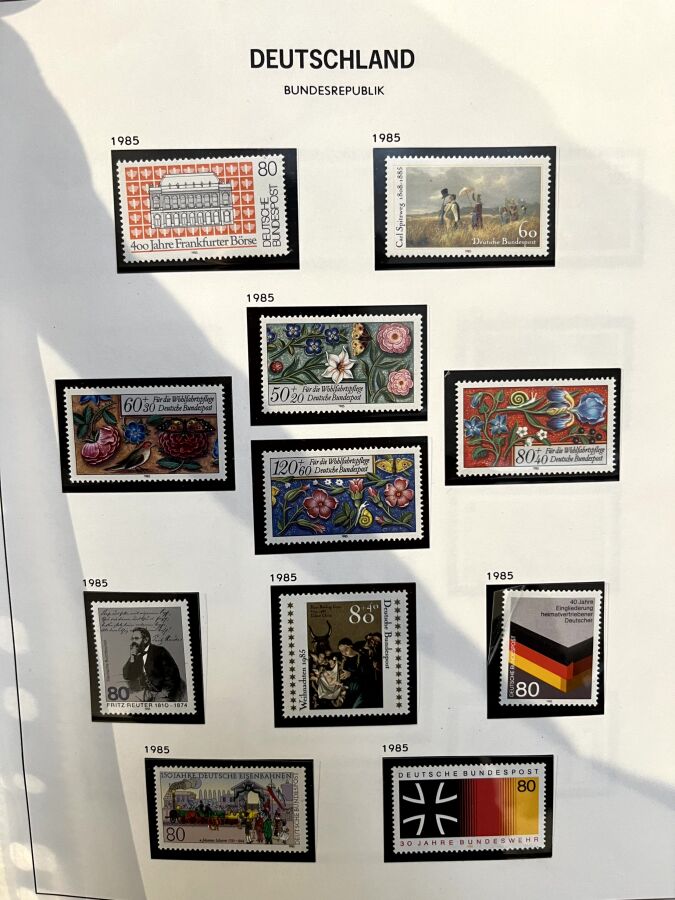 DEUTSCHLAND
BUNDESREPUBLIK
1985
80
DEUTSCHE
BUNDESPOST
400 Jahre Frankfurter Börse
1985
Carl Spitzweg 1808-1885
60
Deutsche Bundespost
1985
50+20
Für die Wohlfahrtspflege
Deutsche Bundespost
60+30
Für die Wohlfahrtspflege
Deutsche Bundespost
120+60
Für die Wohlfahrtspflege
Deutsche Bundespost
80+40
Für die Wohlfahrtspflege
Deutsche Bundespost
1985
DEUTSCHE BUNDESPOST
80
FRITZ REUTER 1810-1874
1985
80+40
Deutsche Bundespost
Weihnachten 1985
1985
40 Jahre
Eingliederung
heimatvertriebener
Deutscher
DEUTSCHE BUNDESPOST
80
1985
150 JAHRE DEUTSCHE EISENBAHNEN
DEUTSCHE BUNDESPOST
80
1985
DEUTSCHE BUNDESPOST
80
30 JAHRE BUNDESWEHR